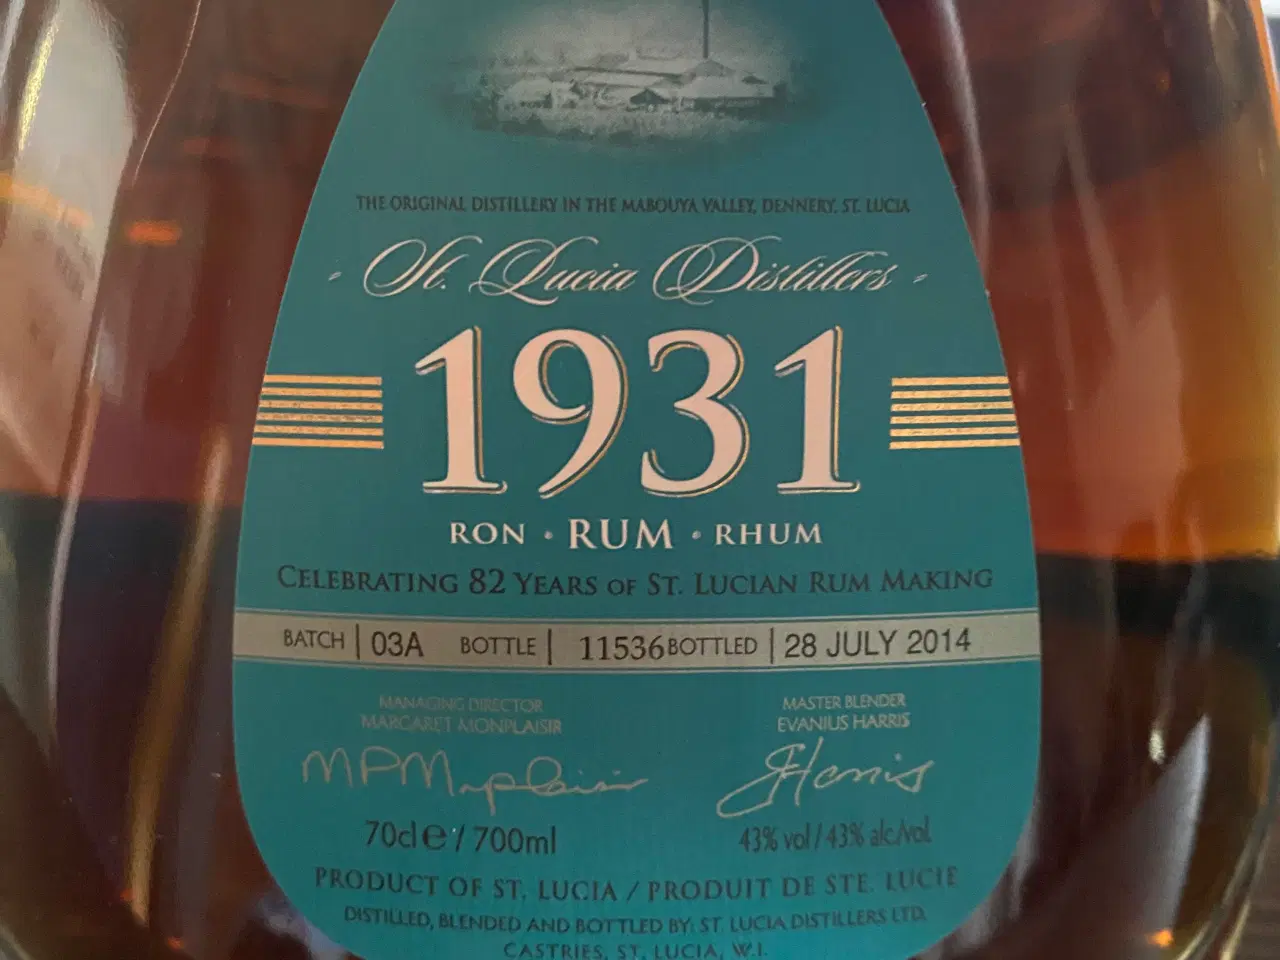 THE ORIGINAL DISTILLERY IN THE MABOUYA VALLEY, DENNERY, ST. LUCIA
- St. Lucia Distillers -
1931
RON • RUM • RHUM
CELEBRATING 82 YEARS OF ST. LUCIAN RUM MAKING
BATCH | 03A BOTTLE | 11536 BOTTLED | 28 JULY 2014
MANAGING DIRECTOR
MARGARET MONPLAISIR
MASTER BLENDER
EVANIUS HARRIS
MPMonplaisir
EHarris
70cl e / 700ml
43% vol / 43% alc/vol
PRODUCT OF ST. LUCIA / PRODUIT DE STE. LUCIE
DISTILLED, BLENDED AND BOTTLED BY: ST. LUCIA DISTILLERS LTD.
CASTRIES, ST. LUCIA, W.I.